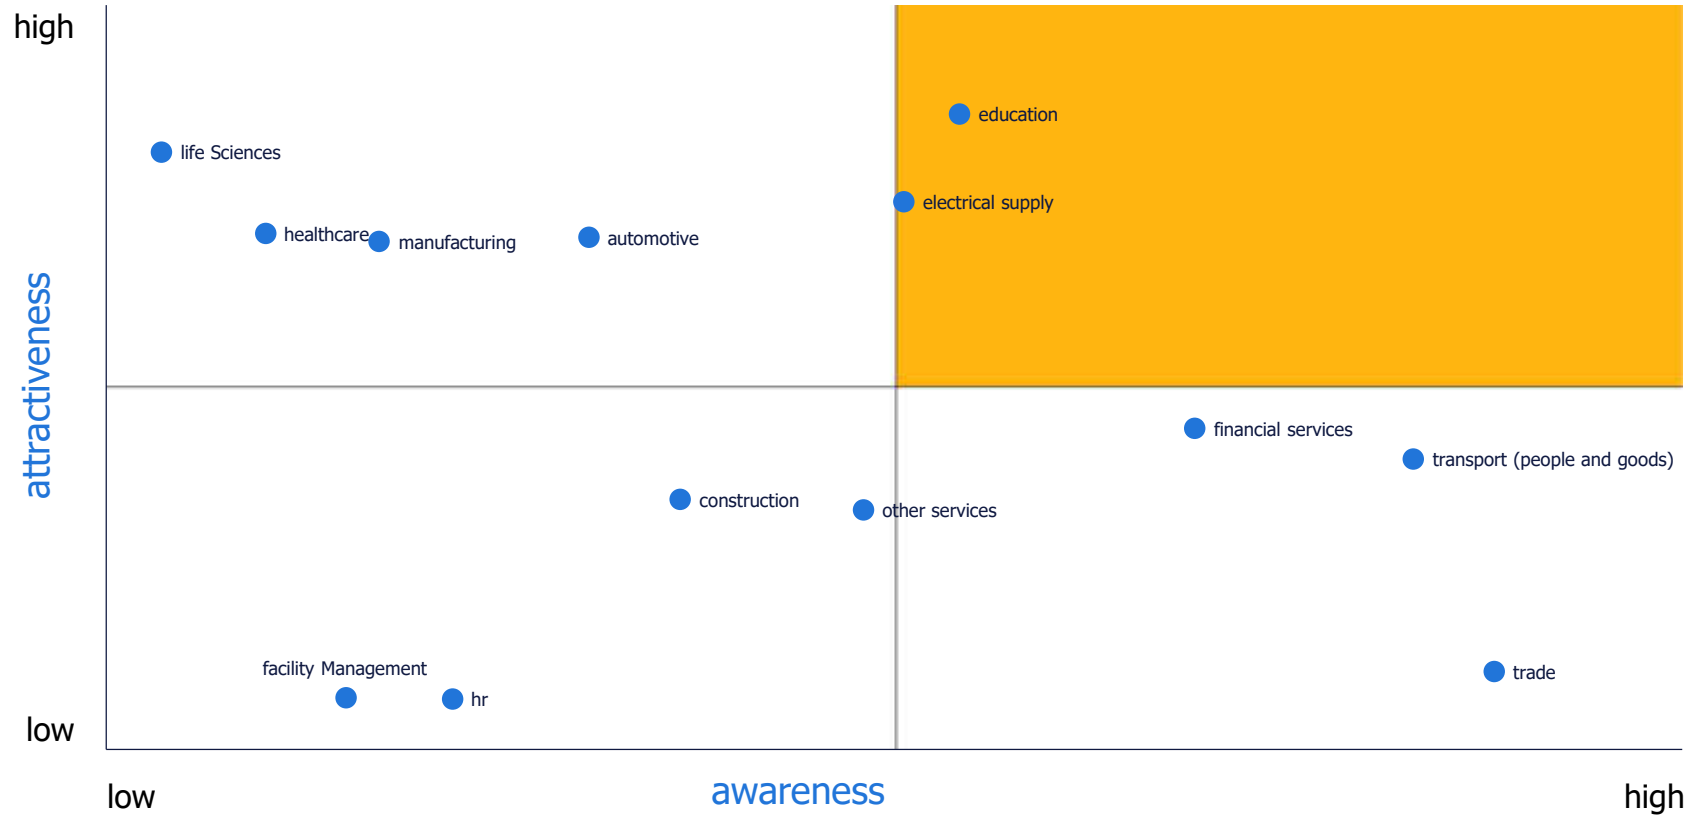 high
education
life Sciences
electrical supply
healthcare
manufacturing
automotive
attractiveness
financial services
transport (people and goods)
construction
other services
facility Management
trade
hr
low
low
awareness
high